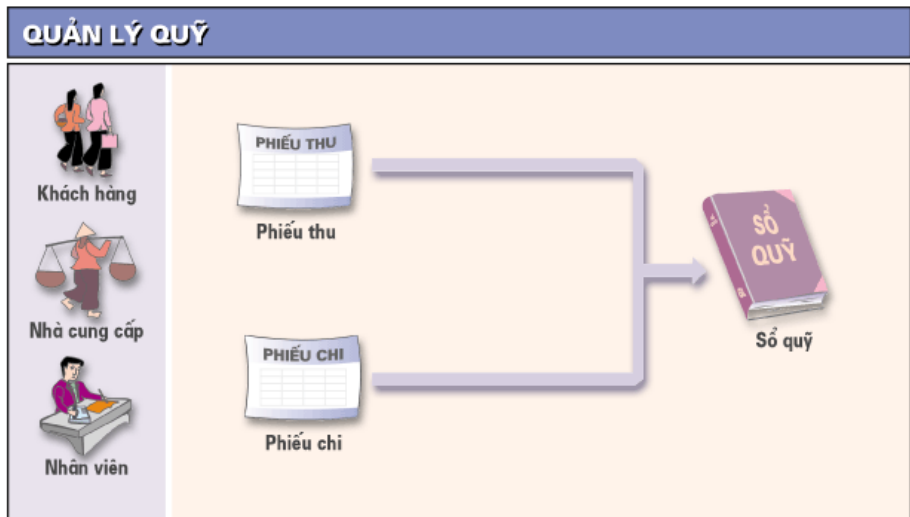 QUẢN LÝ QUỸ
Khách hàng
Nhà cung cấp
Nhân viên
PHIẾU THU
Phiếu thu
PHIẾU CHI
Phiếu chi
SỔ
QUỸ
Sổ quỹ